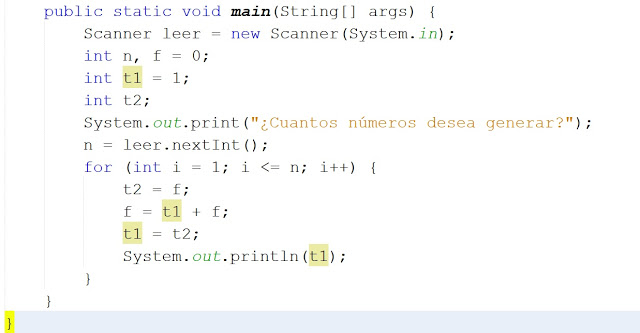 public static void main(String[] args) {
Scanner leer = new Scanner(System.in);
int n, f = 0;
int t1 = 1;
int t2;
System.out.print("¿Cuantos números desea generar?");
n = leer.nextInt();
for (int i = 1; i <= n; i++) {
t2 = f;
f = t1 + f;
t1 = t2;
System.out.println(t1);
}
}
}